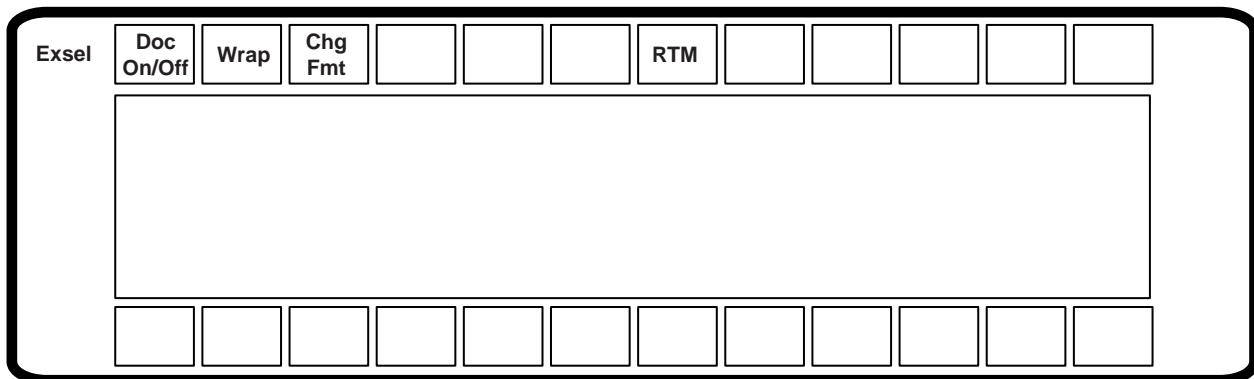 Exsel
Doc
On/Off
Wrap
Chg
Fmt
RTM